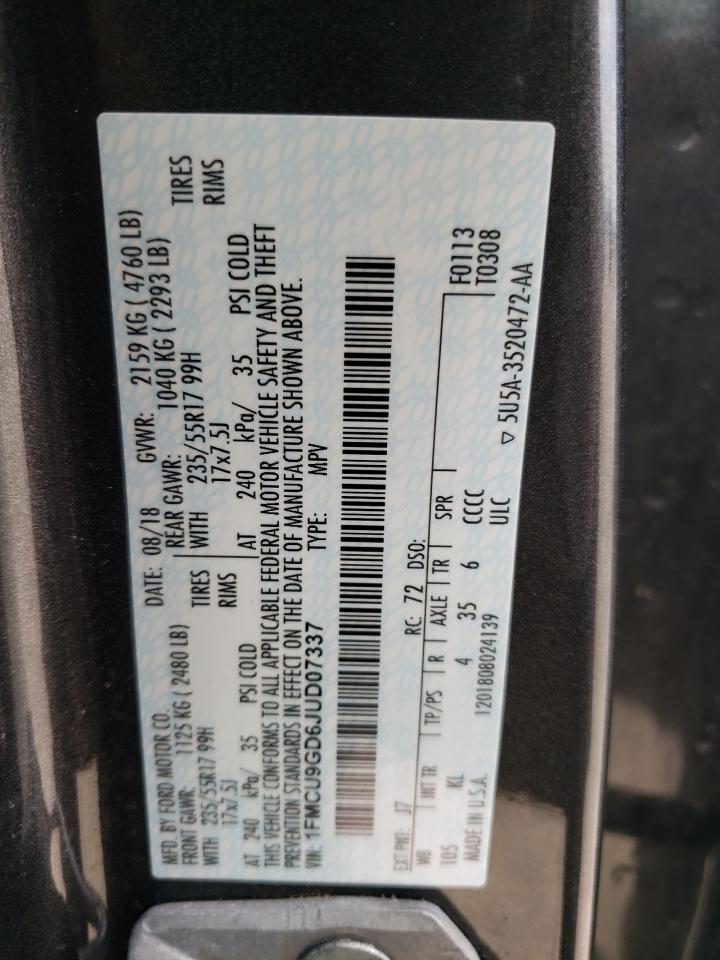 MFD. BY FORD MOTOR CO. DATE: 08/18 GVWR: 2159 KG ( 4760 LB)
FRONT GAWR: 1125 KG ( 2480 LB) REAR GAWR: 1040 KG ( 2293 LB)
WITH 235/55R17 99H TIRES WITH 235/55R17 99H TIRES
17x7.5J RIMS 17x7.5J RIMS
AT 240 kPa/ 35 PSI COLD AT 240 kPa/ 35 PSI COLD
THIS VEHICLE CONFORMS TO ALL APPLICABLE FEDERAL MOTOR VEHICLE SAFETY AND THEFT
PREVENTION STANDARDS IN EFFECT ON THE DATE OF MANUFACTURE SHOWN ABOVE.
VIN: 1FMCU9GD6JUD07337 TYPE: MPV
EXT PNT: J7 RC: 72 DSO:
WB INT TR TP/PS R AXLE TR SPR F0113
105 KL 4 35 6 CCCC T0308
MADE IN U.S.A. 1201808024139 ULC
▽ 5U5A-3520472-AA